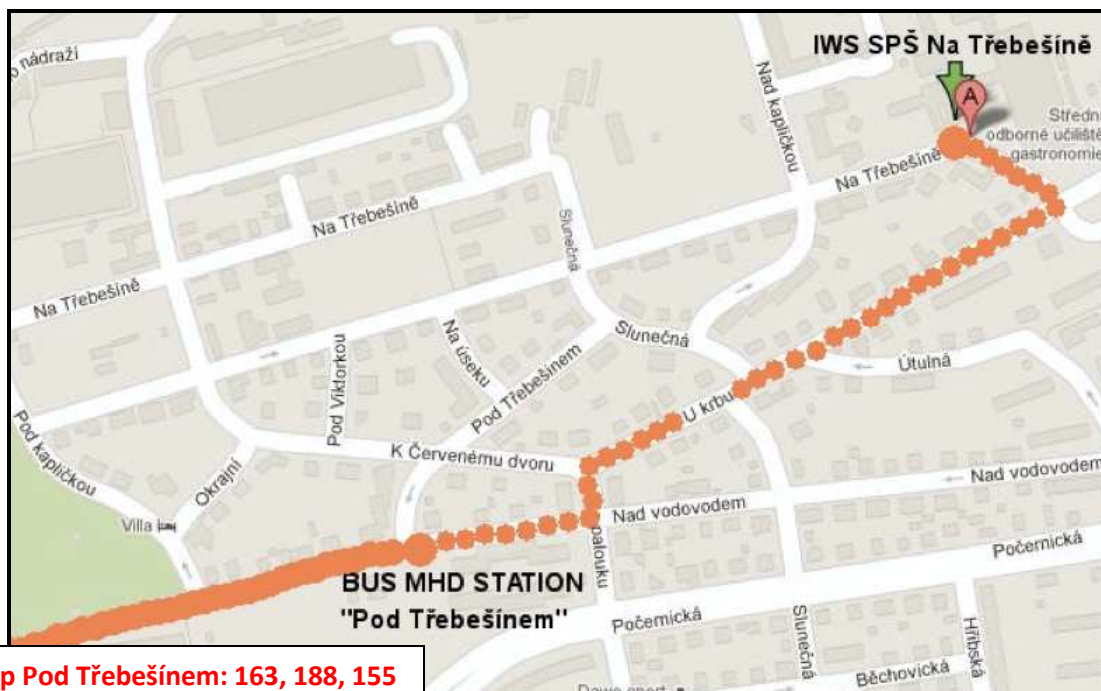 IWS SPŠ Na Třebešíně
A
nádraží
Nad kapličkou
Střední
odborné učiliště
gastronomie
Na Třebešíně
Na Třebešíně
Slunečná
Na Třebešíně
Na úseku
Slunečná
Pod Viktorkou
Pod Třebešínem
Útulná
U krbu
Pod kapličkou
K Červenému dvoru
Okrajní
Nad vodovodem
Nad vodovodem
Villa
palouku
Počernická
BUS MHD STATION
"Pod Třebešínem"
Počernická
Slunečná
Hřibská
Běchovická
p Pod Třebešínem: 163, 188, 155